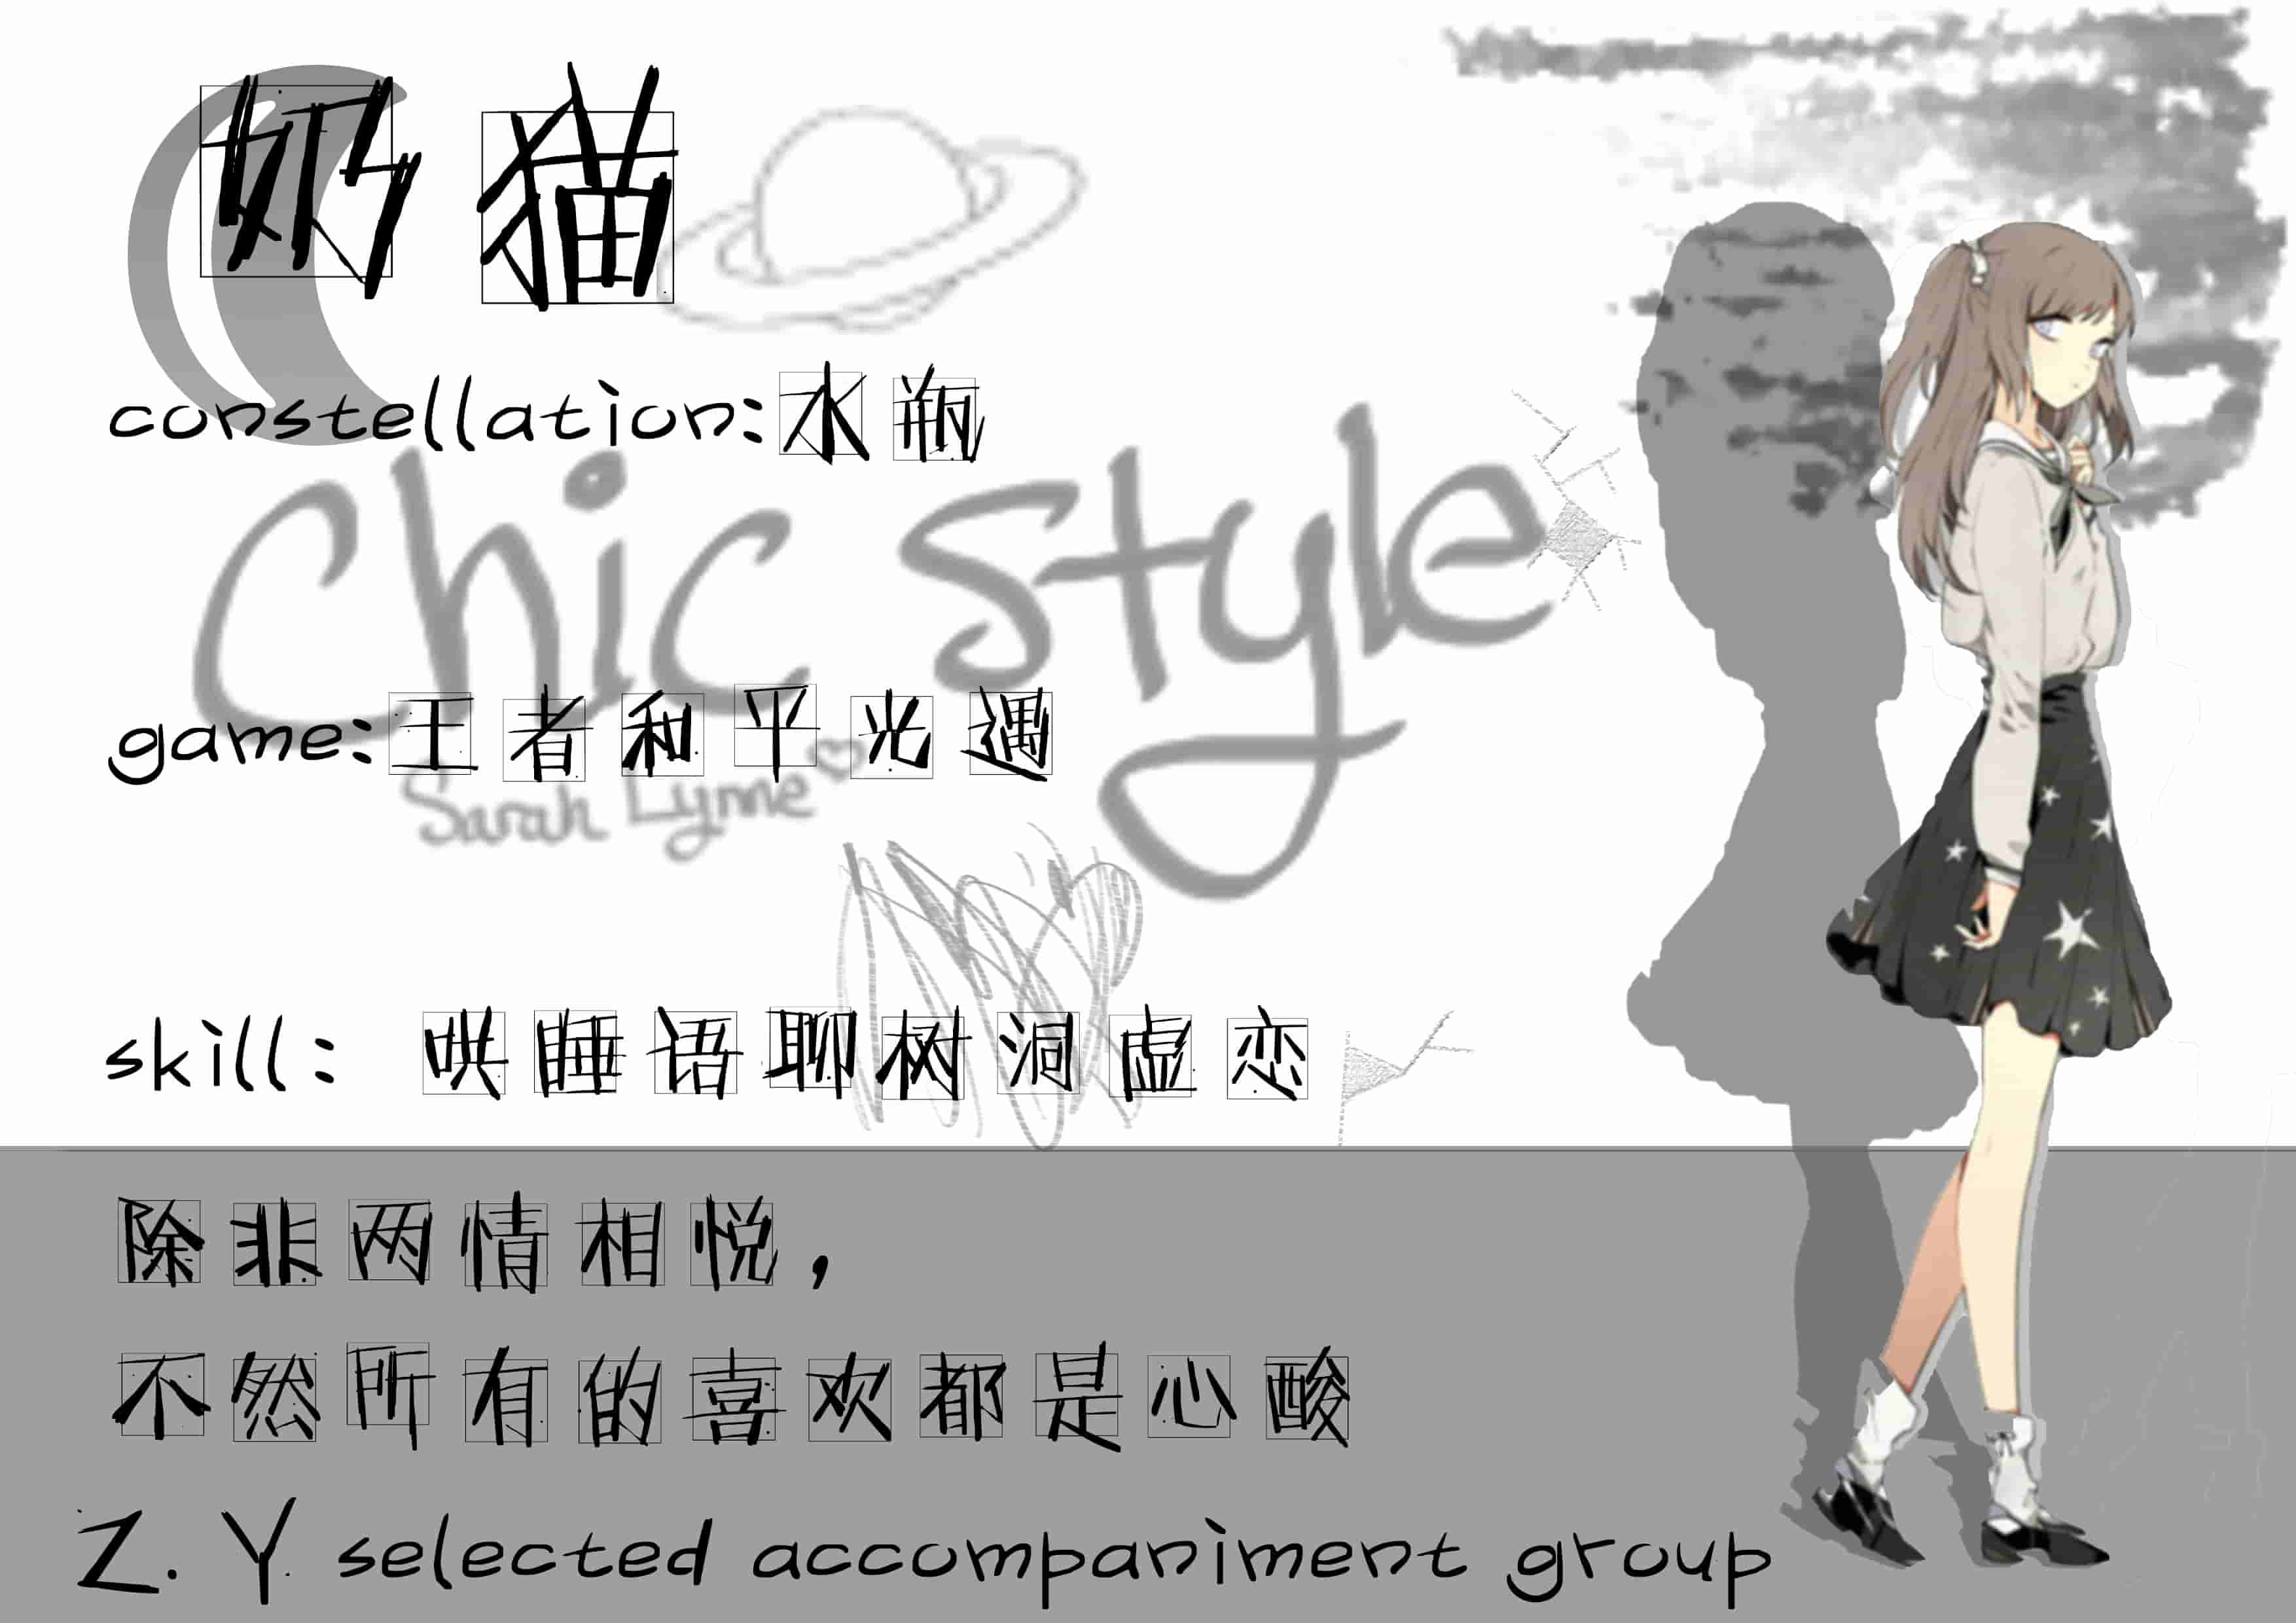 奶猫
constellation:水瓶
Chic Style
game:王者和平光遇
Sarah Lynne
skill: 哄睡语聊树洞虚恋
除非两情相悦,
不然所有的喜欢都是心酸
Z. Y selected accompaniment group